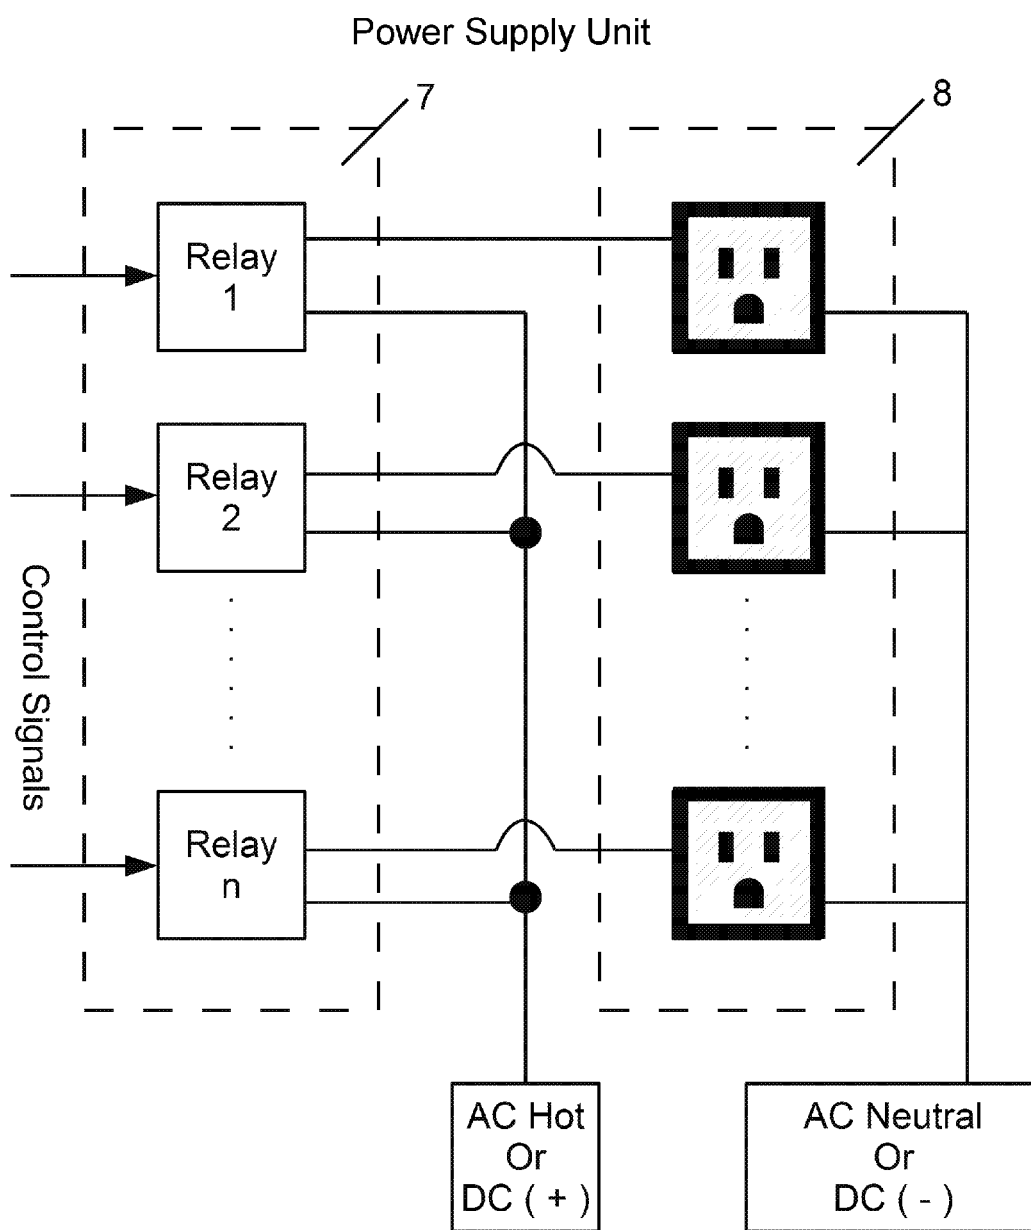 Power Supply Unit
7
8
Relay
1
Relay
2
Control Signals
Relay
n
AC Hot
Or
DC ( + )
AC Neutral
Or
DC ( - )